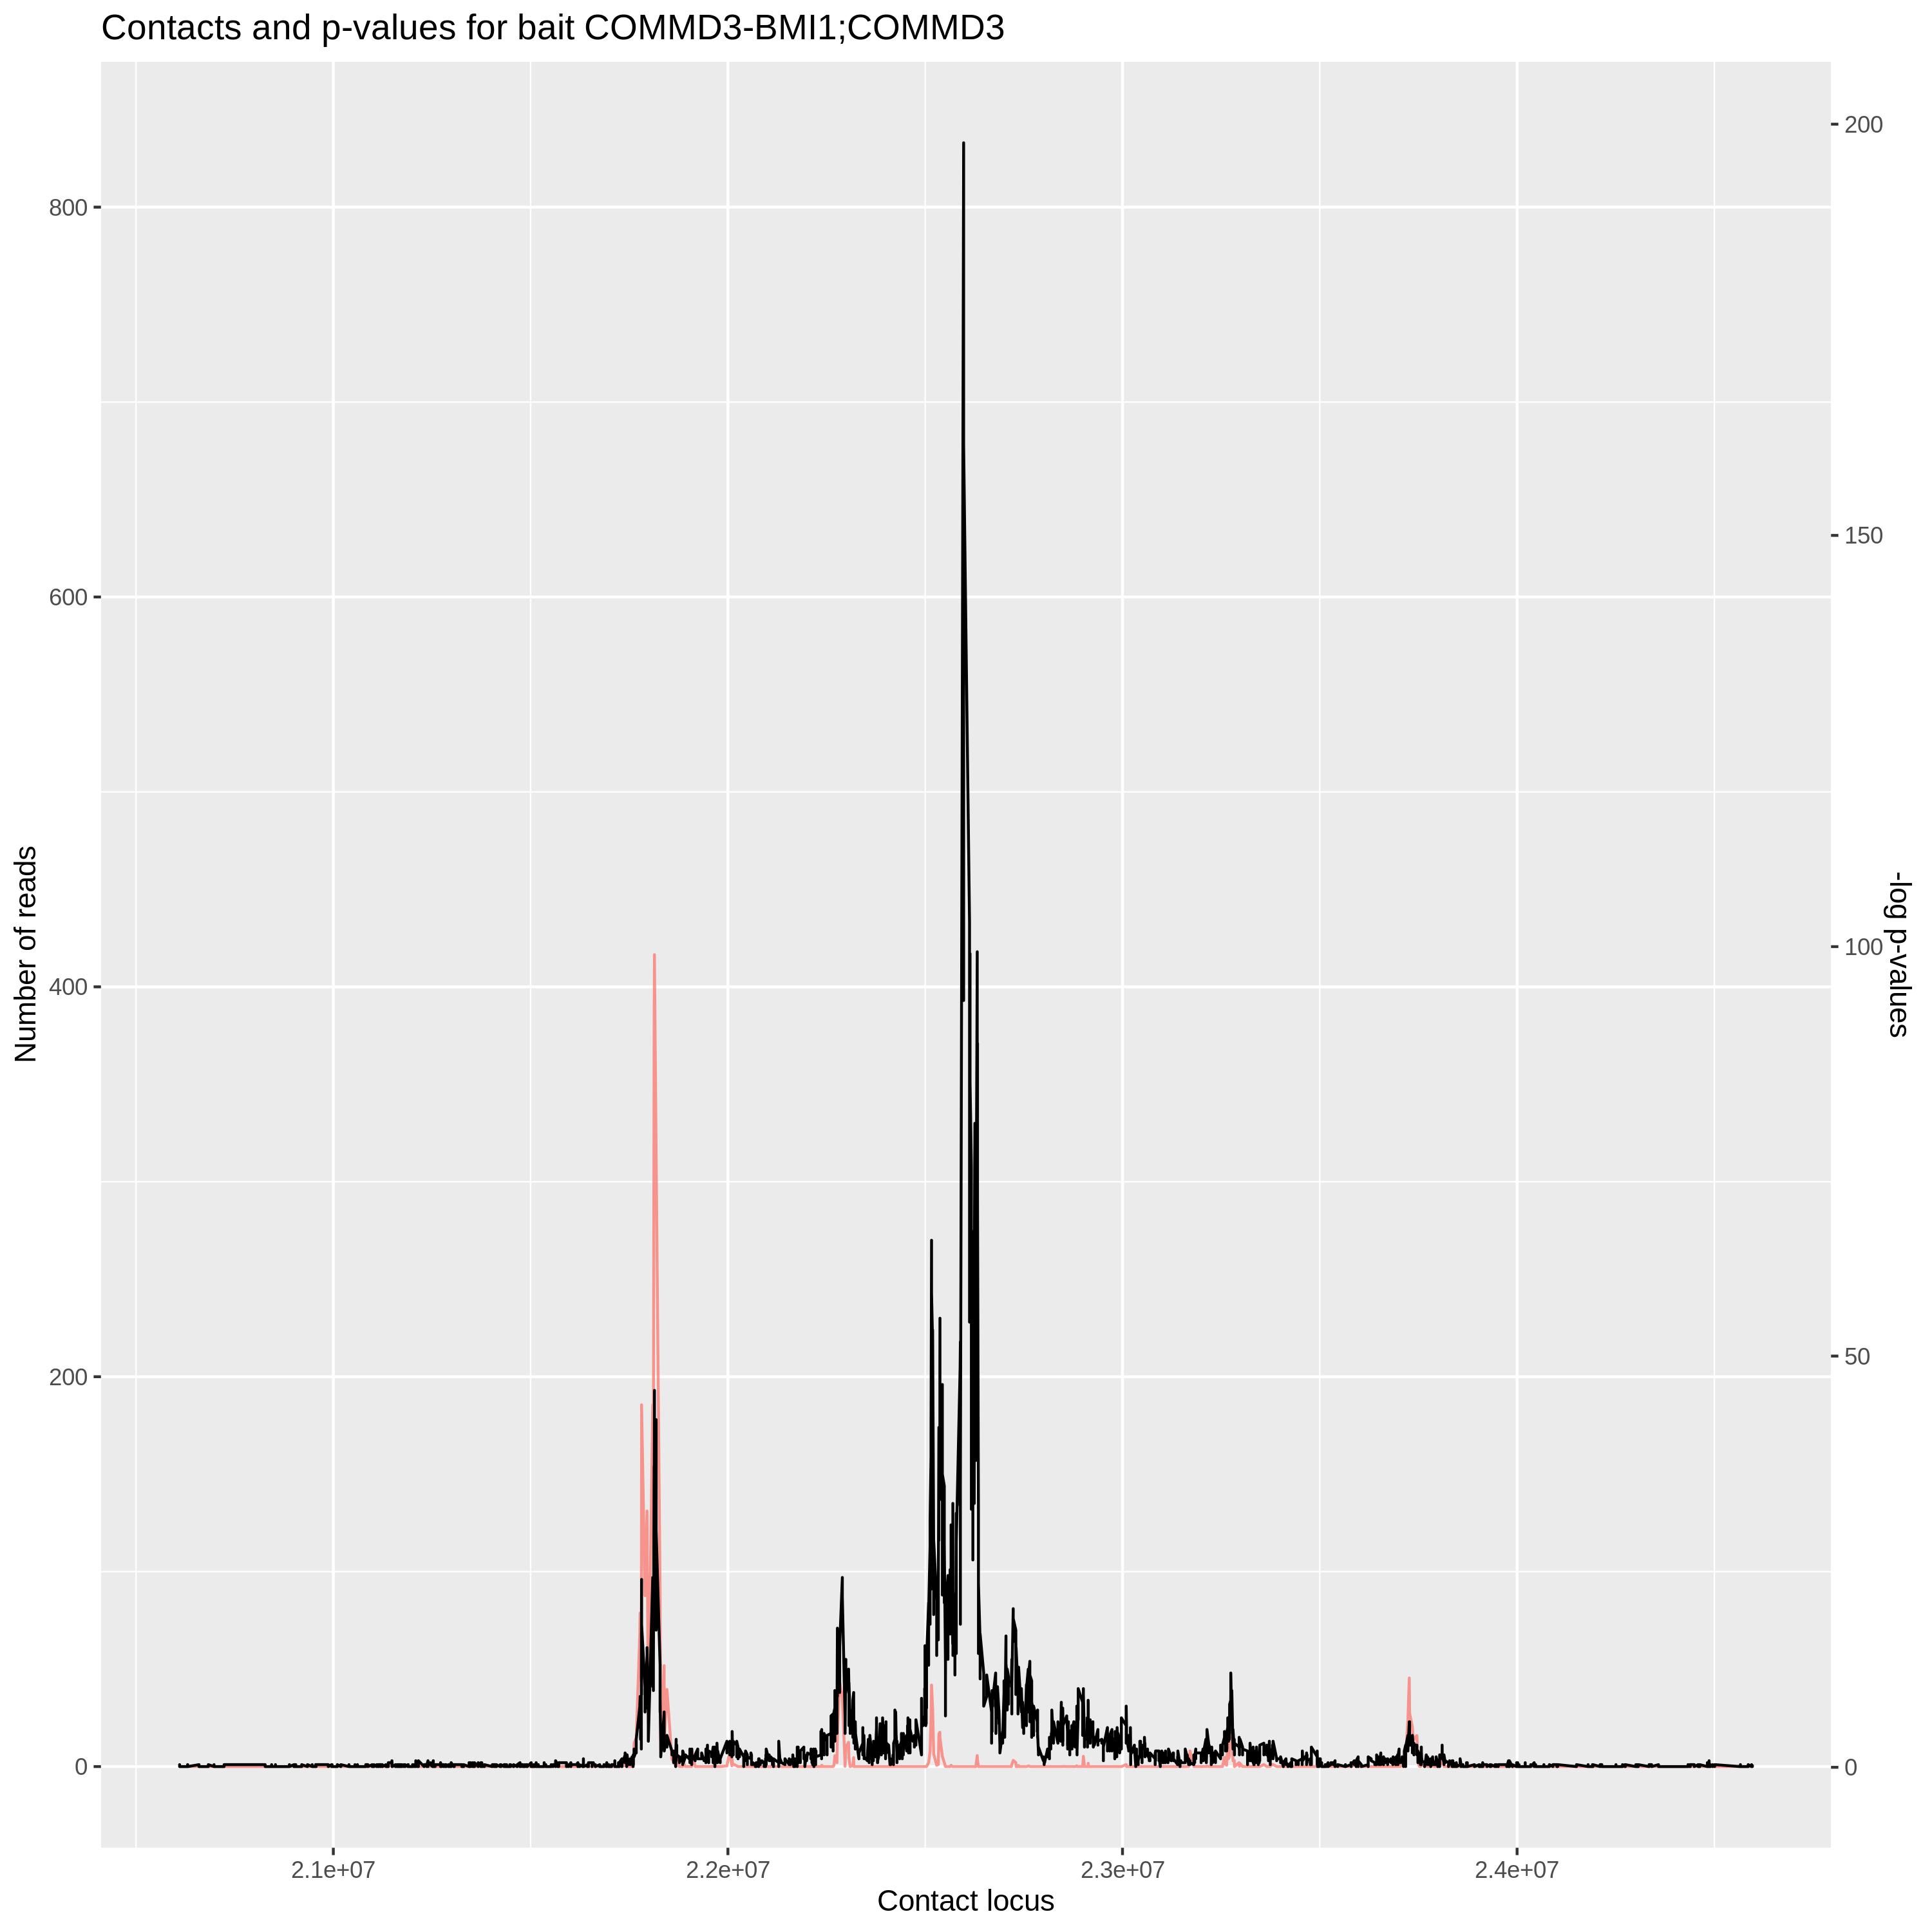 Contacts and p-values for bait COMMD3-BMI1;COMMD3
Number of reads
800
600
400
200
0
200
150
100
50
0
-log p-values
2.1e+07
2.2e+07
2.3e+07
2.4e+07
Contact locus